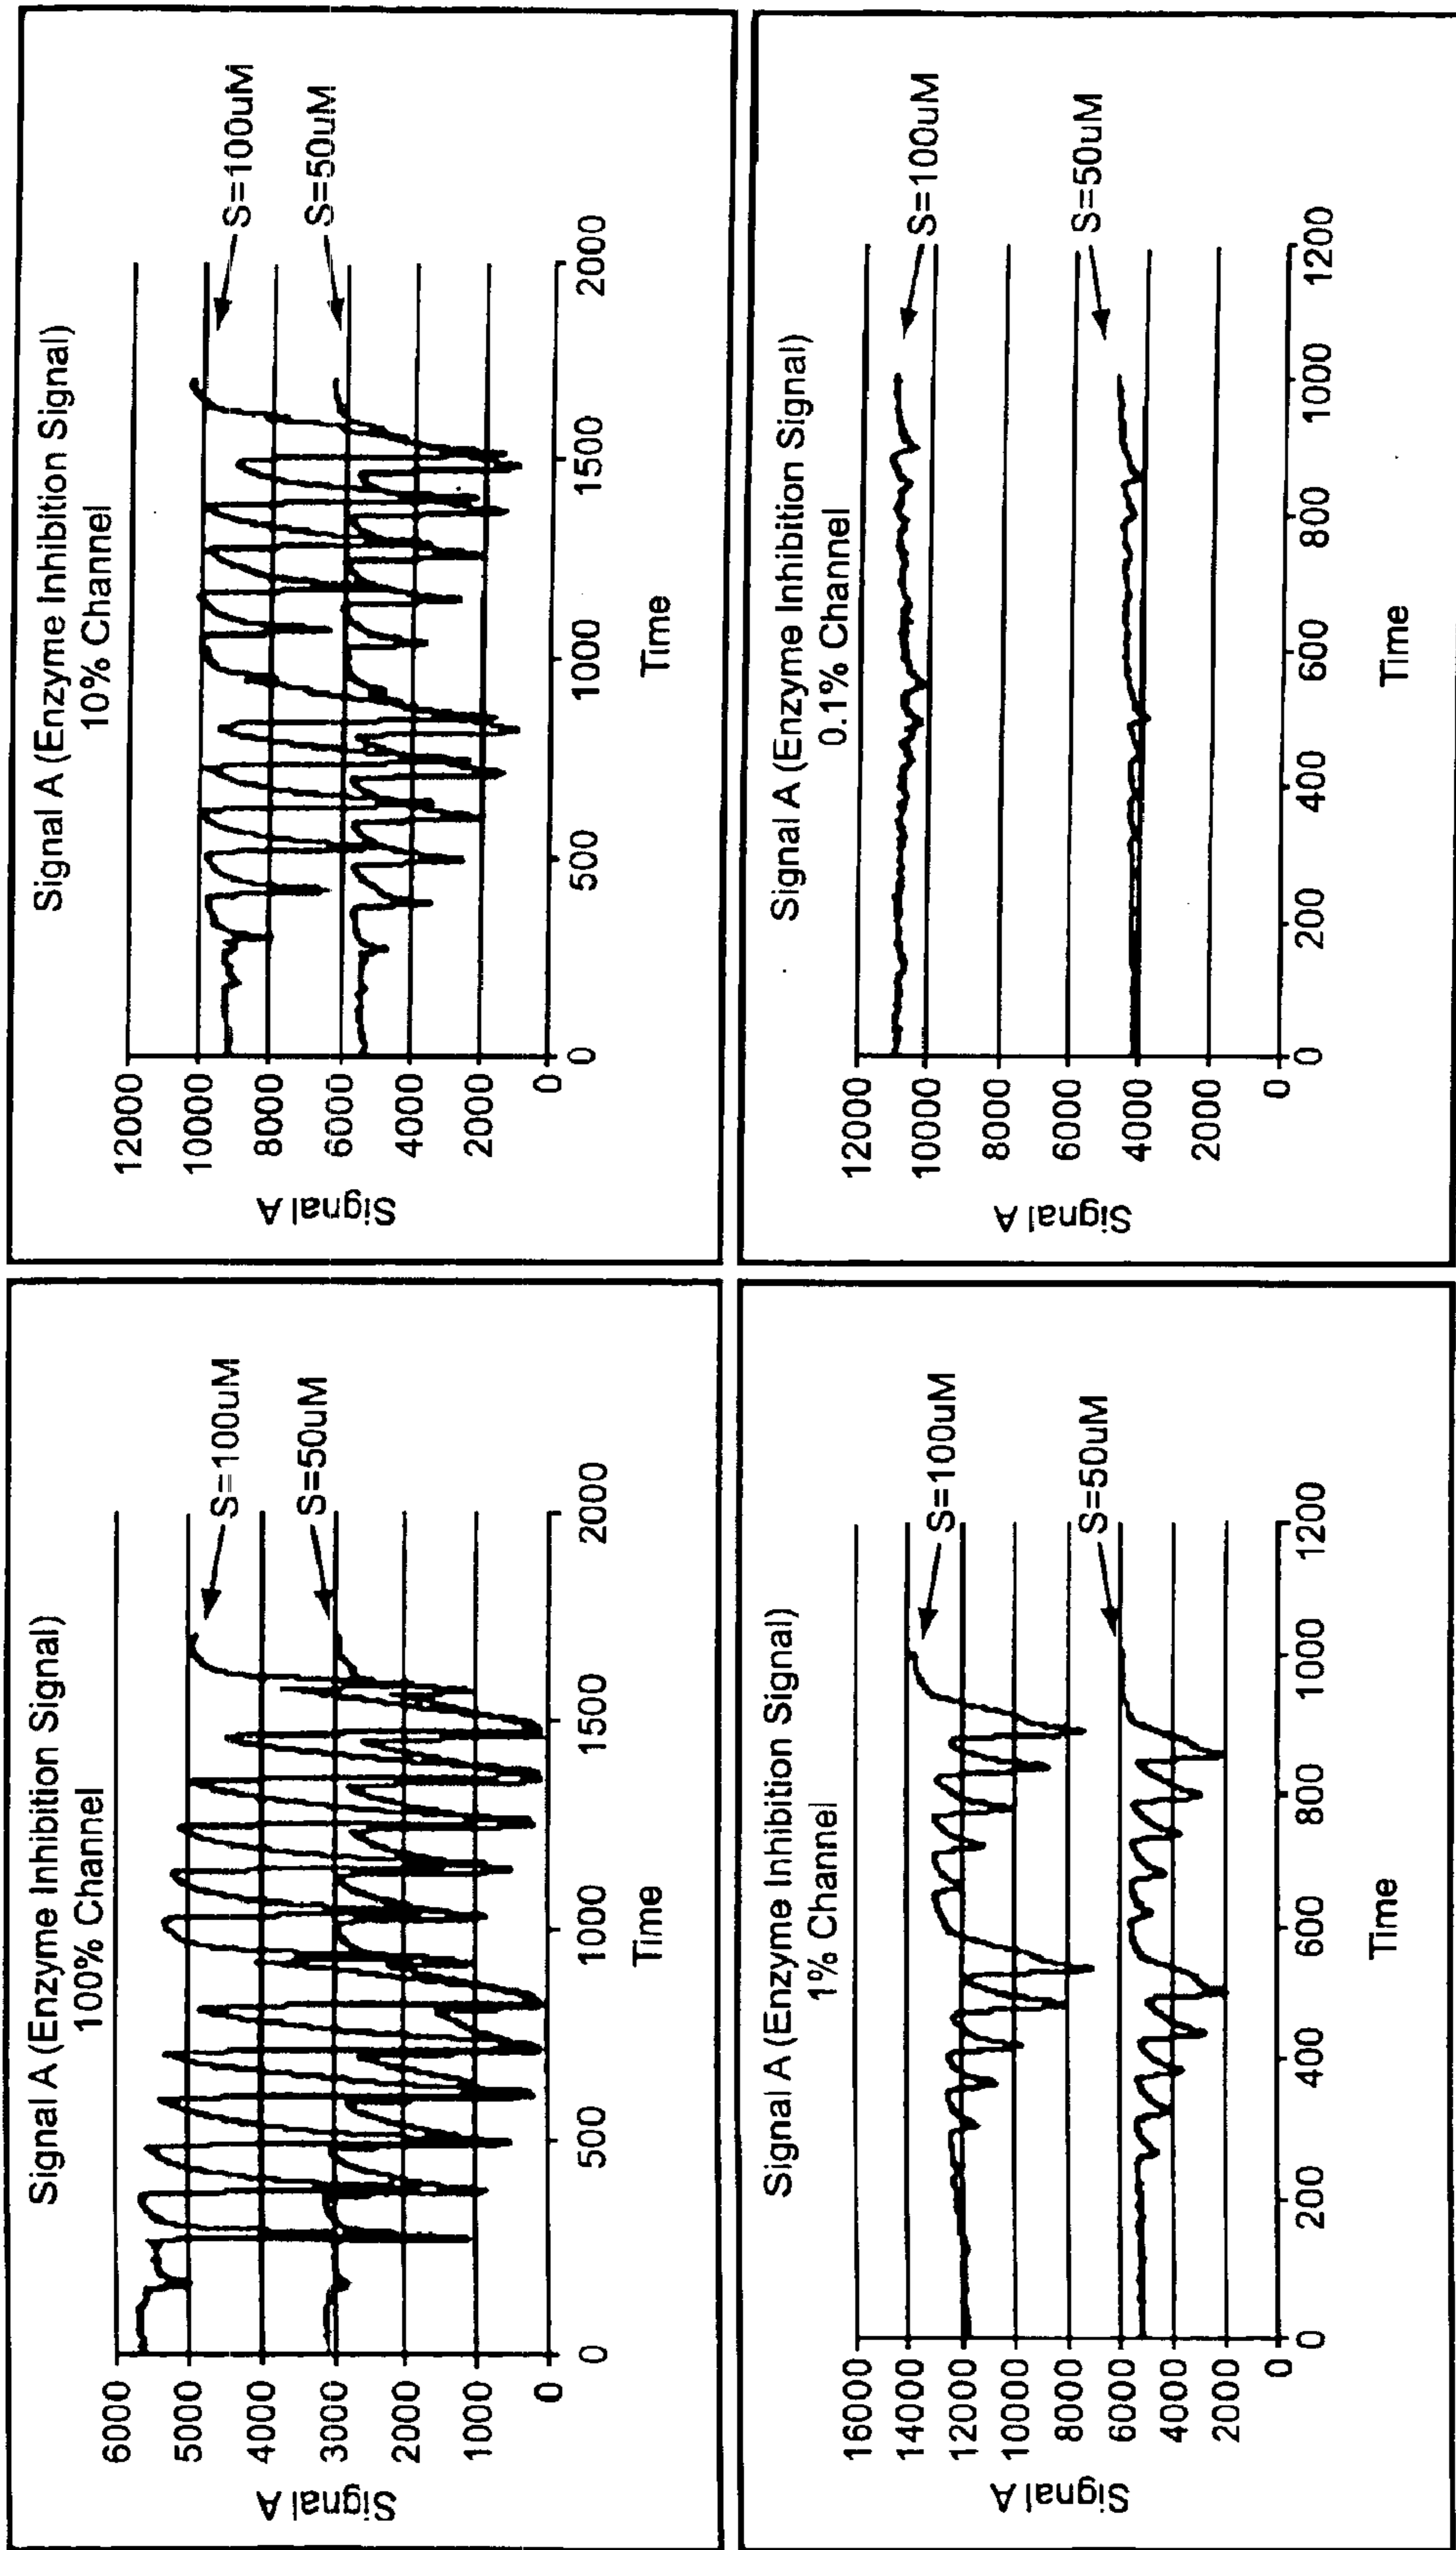 Signal A (Enzyme Inhibition Signal)
100% Channel
6000
5000
4000
3000
2000
1000
0
Signal A
0
500
1000
1500
2000
Time
S=100uM
S=50uM
Signal A (Enzyme Inhibition Signal)
10% Channel
12000
10000
8000
6000
4000
2000
0
Signal A
0
500
1000
1500
2000
Time
S=100uM
S=50uM
Signal A (Enzyme Inhibition Signal)
1% Channel
16000
14000
12000
10000
8000
6000
4000
2000
0
Signal A
0
200
400
600
800
1000
1200
Time
S=100uM
S=50uM
Signal A (Enzyme Inhibition Signal)
0.1% Channel
12000
10000
8000
6000
4000
2000
0
Signal A
0
200
400
600
800
1000
1200
Time
S=100uM
S=50uM